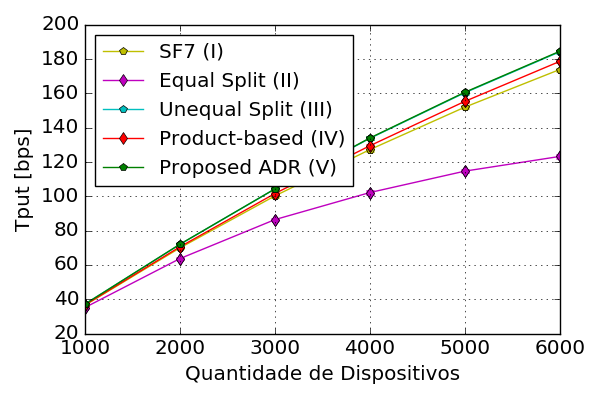 200
180
160
140
120
100
80
60
40
20
Tput [bps]
SF7 (I)
Equal Split (II)
Unequal Split (III)
Product-based (IV)
Proposed ADR (V)
1000 2000 3000 4000 5000 6000
Quantidade de Dispositivos